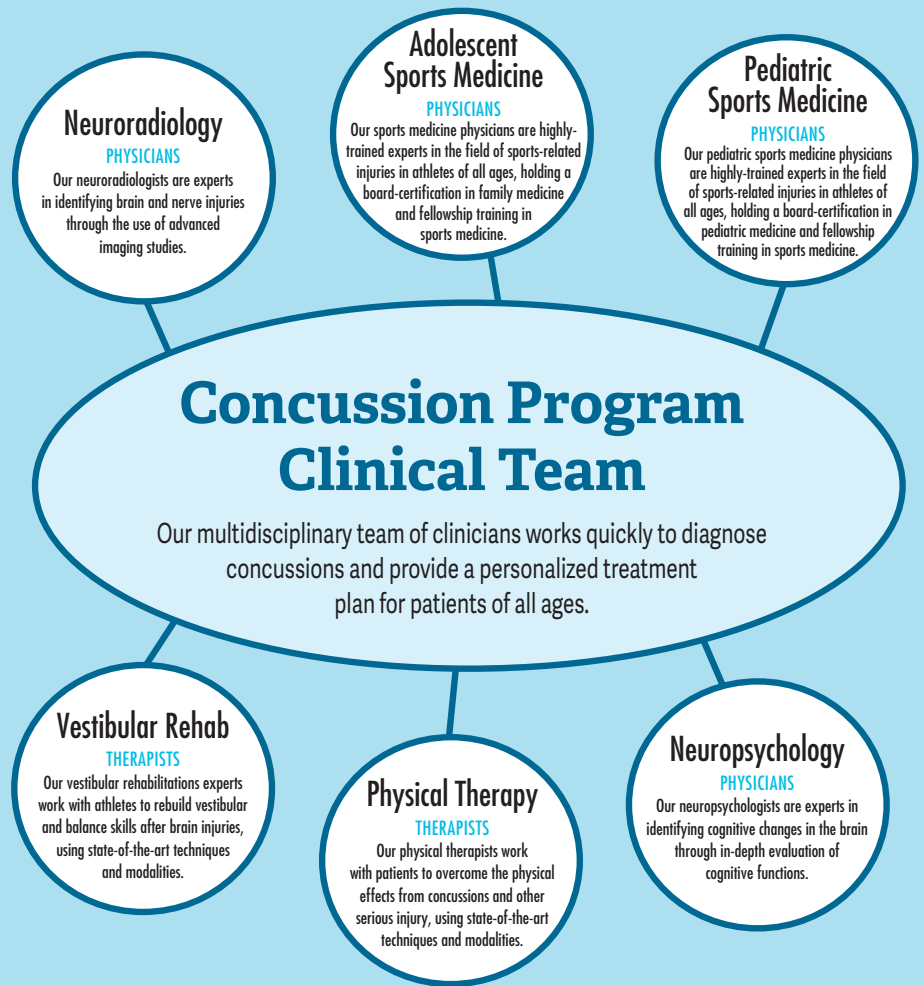 Neuroradiology
PHYSICIANS
Our neuroradiologists are experts
in identifying brain and nerve injuries
through the use of advanced
imaging studies.
Adolescent
Sports Medicine
PHYSICIANS
Our sports medicine physicians are highly-
trained experts in the field of sports-related
injuries in athletes of all ages, holding a
board-certification in family medicine
and fellowship training in
sports medicine.
Pediatric
Sports Medicine
PHYSICIANS
Our pediatric sports medicine physicians
are highly-trained experts in the field
of sports-related injuries in athletes of
all ages, holding a board-certification in
pediatric medicine and fellowship
training in sports medicine.
Concussion Program
Clinical Team
Our multidisciplinary team of clinicians works quickly to diagnose
concussions and provide a personalized treatment
plan for patients of all ages.
Vestibular Rehab
THERAPISTS
Our vestibular rehabilitations experts
work with athletes to rebuild vestibular
and balance skills after brain injuries,
using state-of-the-art techniques
and modalities.
Physical Therapy
THERAPISTS
Our physical therapists work
with patients to overcome the physical
effects from concussions and other
serious injury, using state-of-the-art
techniques and modalities.
Neuropsychology
PHYSICIANS
Our neuropsychologists are experts in
identifying cognitive changes in the brain
through in-depth evaluation of
cognitive functions.